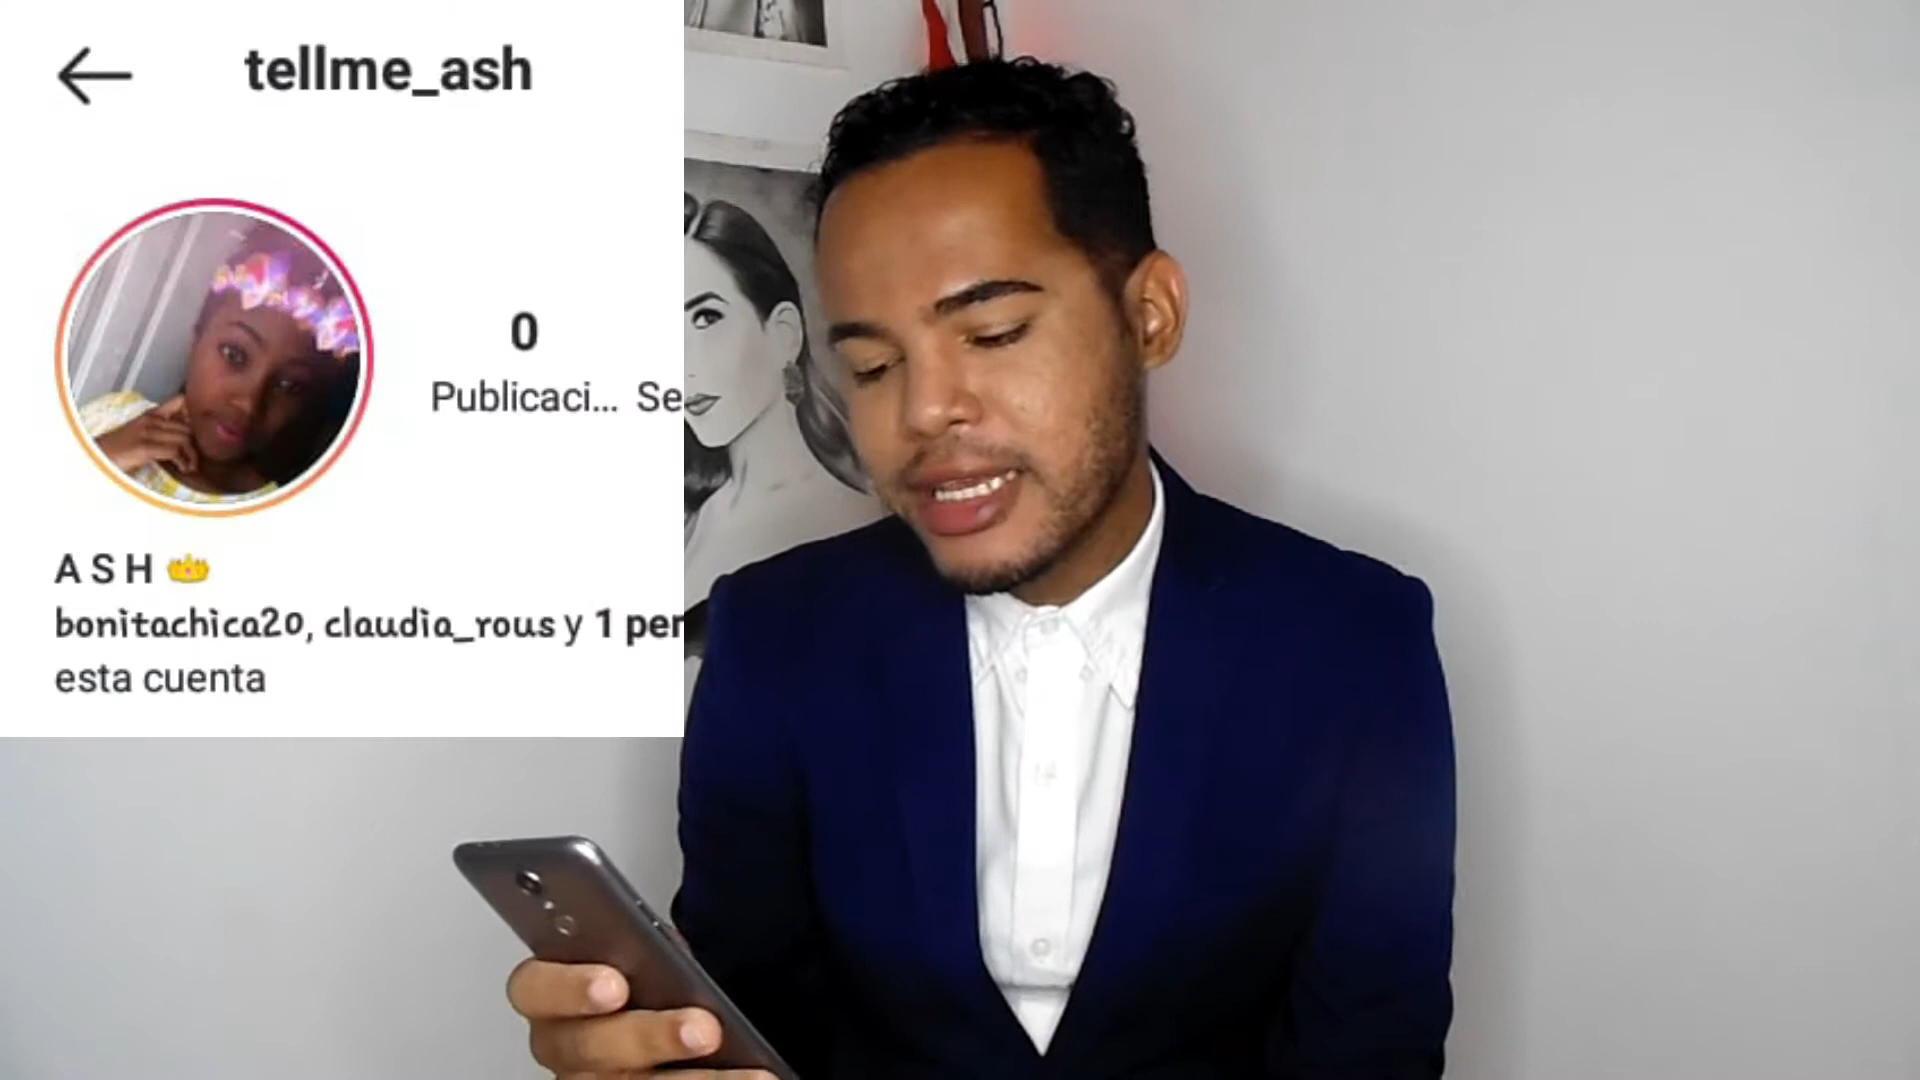 tellme_ash
0
Publicaci... Se
A S H 👑
bonitachica20, claudia_rous y 1 per
esta cuenta